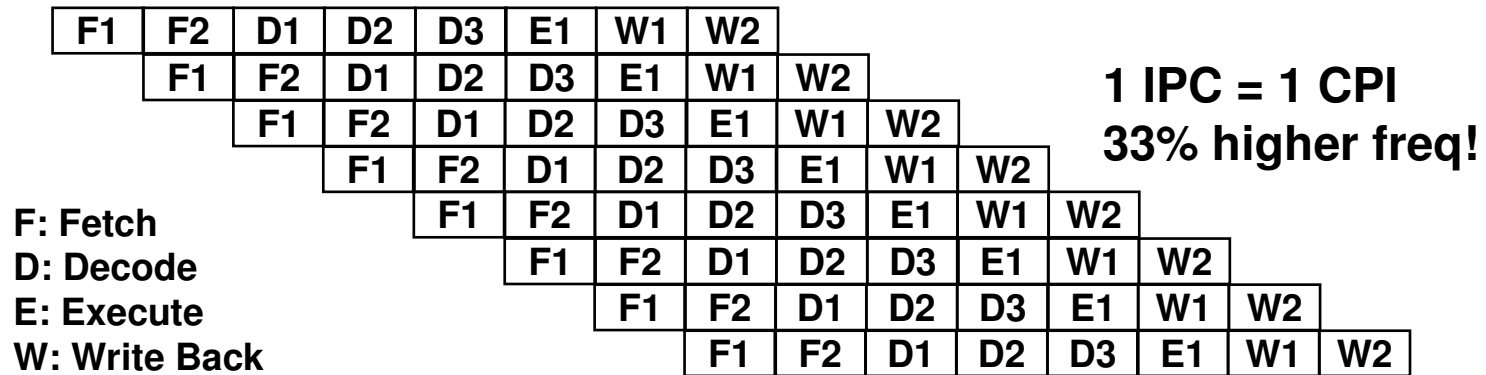 F1 F2 D1 D2 D3 E1 W1 W2
F1 F2 D1 D2 D3 E1 W1 W2
F1 F2 D1 D2 D3 E1 W1 W2
F1 F2 D1 D2 D3 E1 W1 W2
F1 F2 D1 D2 D3 E1 W1 W2
F1 F2 D1 D2 D3 E1 W1 W2
F1 F2 D1 D2 D3 E1 W1 W2
F1 F2 D1 D2 D3 E1 W1 W2
1 IPC = 1 CPI
33% higher freq!
F: Fetch
D: Decode
E: Execute
W: Write Back